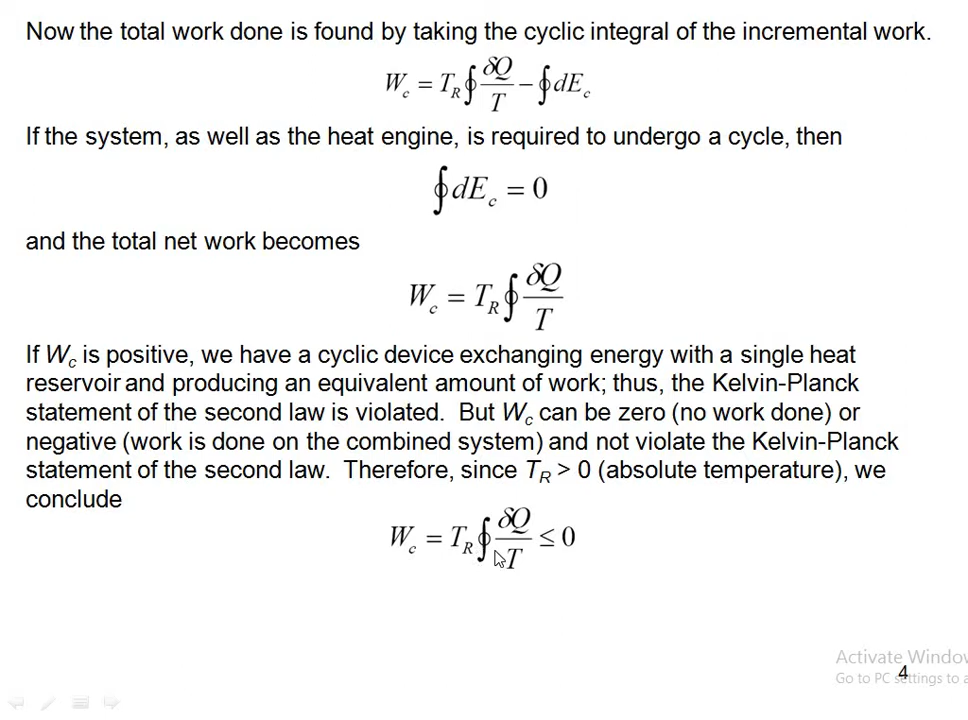 Now the total work done is found by taking the cyclic integral of the incremental work.
W_c = T_R ∮ δQ/T − ∮ dE_c
If the system, as well as the heat engine, is required to undergo a cycle, then
∮ dE_c = 0
and the total net work becomes
W_c = T_R ∮ δQ/T
If W_c is positive, we have a cyclic device exchanging energy with a single heat
reservoir and producing an equivalent amount of work; thus, the Kelvin-Planck
statement of the second law is violated. But W_c can be zero (no work done) or
negative (work is done on the combined system) and not violate the Kelvin-Planck
statement of the second law. Therefore, since T_R > 0 (absolute temperature), we
conclude
W_c = T_R ∮ δQ/T ≤ 0
Activate Window
4
Go to PC settings to a